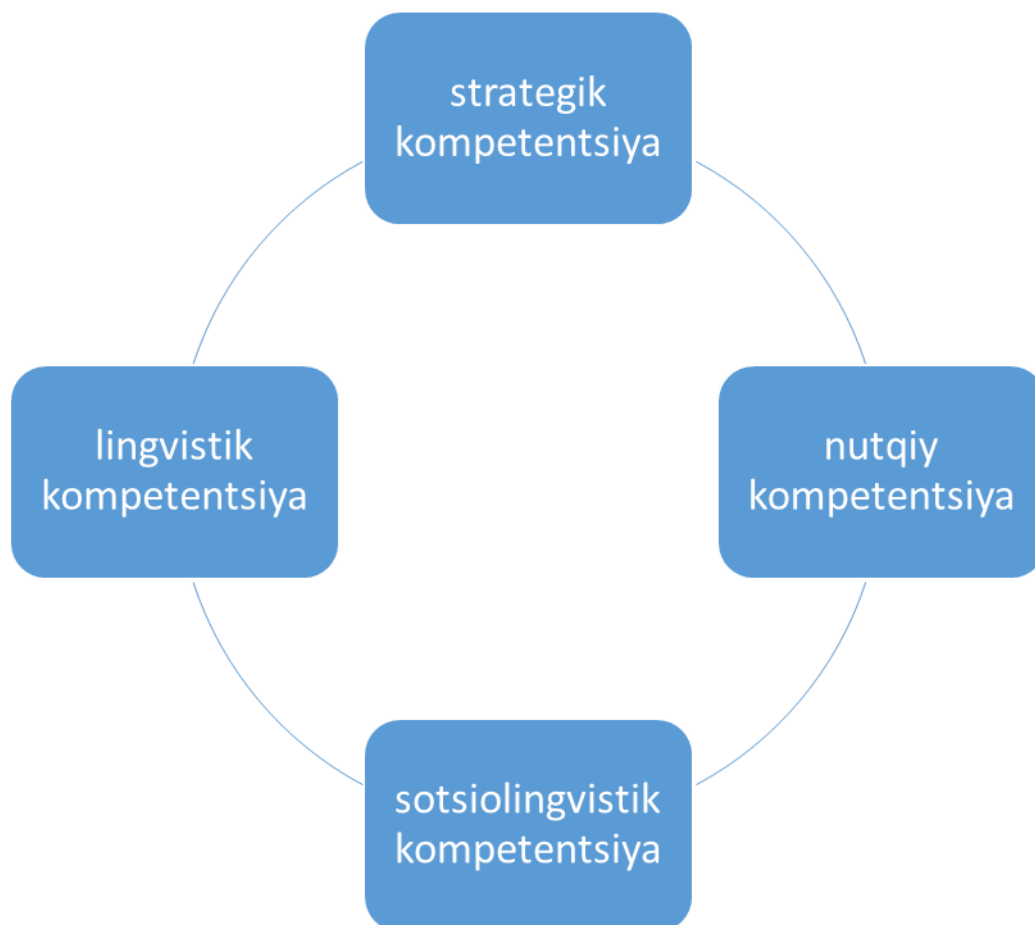 strategik
kompetentsiya
lingvistik
kompetentsiya
nutqiy
kompetentsiya
sotsiolingvistik
kompetentsiya